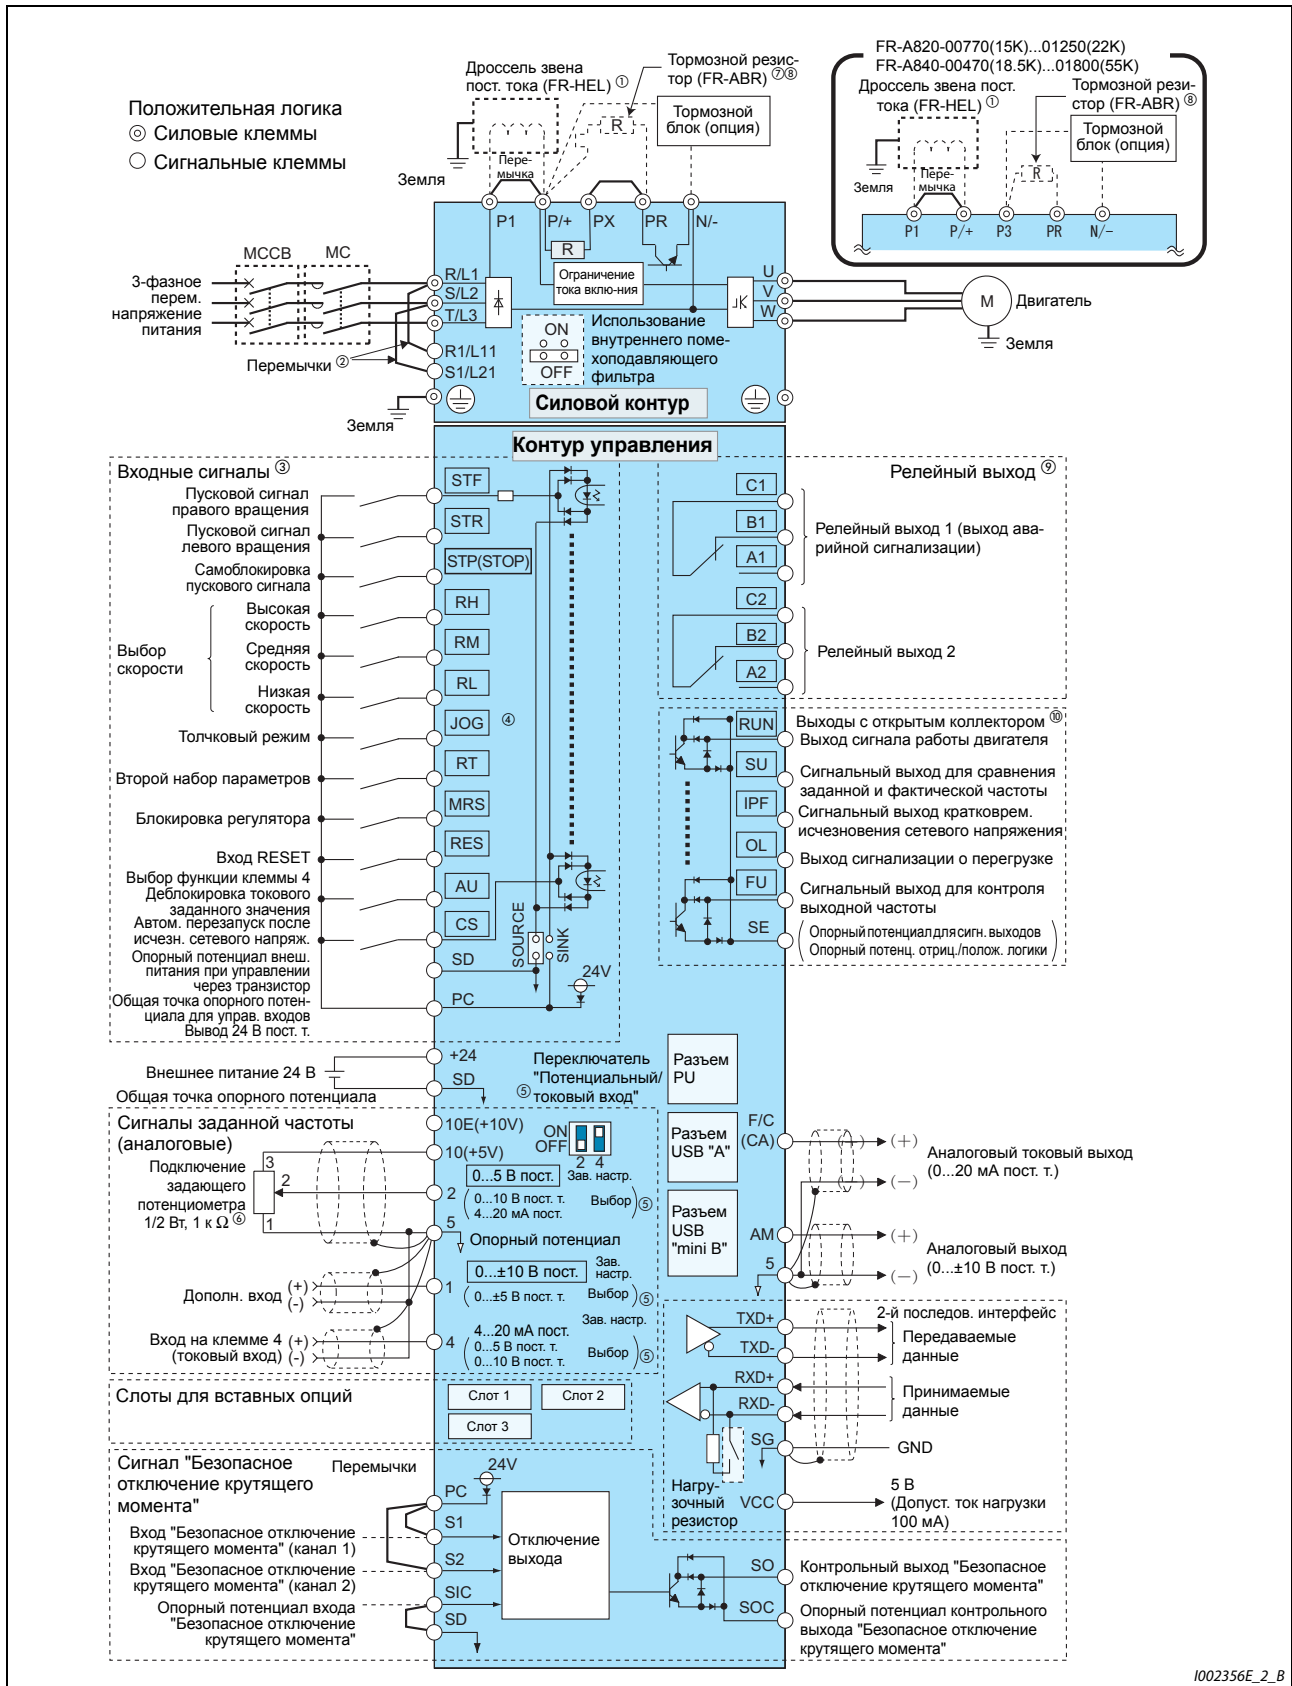 FR-A820-00770(15K)...01250(22K)
FR-A840-00470(18.5K)...01800(55K)
Дроссель звена пост.
тока (FR-HEL) ①
Тормозной рези-
стор (FR-ABR) ⑧
Тормозной
блок (опция)
R
Земля
Пере-
мычка
P1
P/+
P3
PR
N/-
Положительная логика
Силовые клеммы
Сигнальные клеммы
Дроссель звена
пост. тока (FR-HEL) ①
Тормозной резис-
тор (FR-ABR) ⑦⑧
Тормозной
блок (опция)
R
Земля
Пере-
мычка
P1
P/+
PX
PR
N/-
R
Ограничение
тока вклю-ния
MCCB
MC
3-фазное
перем.
напряжение
питания
R/L1
S/L2
T/L3
R1/L11
S1/L21
Перемычки ②
Земля
ON
OFF
Использование
внутреннего поме-
хоподавляющего
фильтра
U
V
W
M
Двигатель
Земля
Силовой контур
Контур управления
Входные сигналы ③
Пусковой сигнал
правого вращения
STF
Пусковой сигнал
левого вращения
STR
Самоблокировка
пускового сигнала
STP(STOP)
Выбор
скорости
Высокая
скорость
RH
Средняя
скорость
RM
Низкая
скорость
RL
Толчковый режим
JOG ④
Второй набор параметров
RT
Блокировка регулятора
MRS
Вход RESET
RES
Выбор функции клеммы 4
Деблокировка токового
заданного значения
AU
Автом. перезапуск после
исчезн. сетевого напряж.
CS
Опорный потенциал внеш.
питания при управлении
через транзистор
SD
Общая точка опорного потен-
циала для управ. входов
Вывод 24 В пост. т.
PC
SOURCE
SINK
24V
Релейный выход ⑨
C1
B1
A1
Релейный выход 1 (выход ава-
рийной сигнализации)
C2
B2
A2
Релейный выход 2
Выходы с открытым коллектором ⑩
RUN
Выход сигнала работы двигателя
SU
Сигнальный выход для сравнения
заданной и фактической частоты
IPF
Сигнальный выход кратковрем.
исчезновения сетевого напряжения
OL
Выход сигнализации о перегрузке
FU
Сигнальный выход для контроля
выходной частоты
SE
Опорный потенциал для сигн. выходов
Опорный потенц. отриц./полож. логики
Внешнее питание 24 В
+24
SD
Общая точка опорного потенциала
Переключатель
"Потенциальный/
⑤ токовый вход"
Разъем
PU
Сигналы заданной частоты
(аналоговые)
Подключение
задающего
потенциометра
1/2 Вт, 1 к Ω ⑥
3
2
1
10E(+10V)
10(+5V)
ON
OFF
2 4
0...5 В пост.
Зав. настр.
2
0...10 В пост. т.
4...20 мА пост.
Выбор
⑤
5
Опорный потенциал
0...±10 В пост.
Зав.
настр.
Дополн. вход
(+)
(-)
1
(0...±5 В пост. т.
Выбор)⑤
Зав. настр.
Вход на клемме 4
(токовый вход)
(+)
(-)
4
4...20 мА пост.
0...5 В пост. т.
0...10 В пост. т.
Выбор
⑤
Разъем
USB "A"
Разъем
USB
"mini B"
F/C
(CA)
(+)
(-)
Аналоговый токовый выход
(0...20 мА пост. т.)
AM
5
(+)
(-)
Аналоговый выход
(0...±10 В пост. т.)
2-й последов. интерфейс
TXD+
TXD-
Передаваемые
данные
RXD+
RXD-
Принимаемые
данные
SG
GND
Нагру-
зочный
резистор
VCC
5 В
(Допуст. ток нагрузки
100 мА)
Слоты для вставных опций
Слот 1
Слот 2
Слот 3
Сигнал "Безопасное
отключение крутящего
момента"
Перемычки
24V
PC
S1
Вход "Безопасное отключение
крутящего момента" (канал 1)
S2
Вход "Безопасное отключение
крутящего момента" (канал 2)
SIC
SD
Опорный потенциал входа
"Безопасное отключение
крутящего момента"
Отключение
выхода
SO
Контрольный выход "Безопасное
отключение крутящего момента"
SOC
Опорный потенциал контрольного
выхода "Безопасное отключение
крутящего момента"
I002356E_2_B